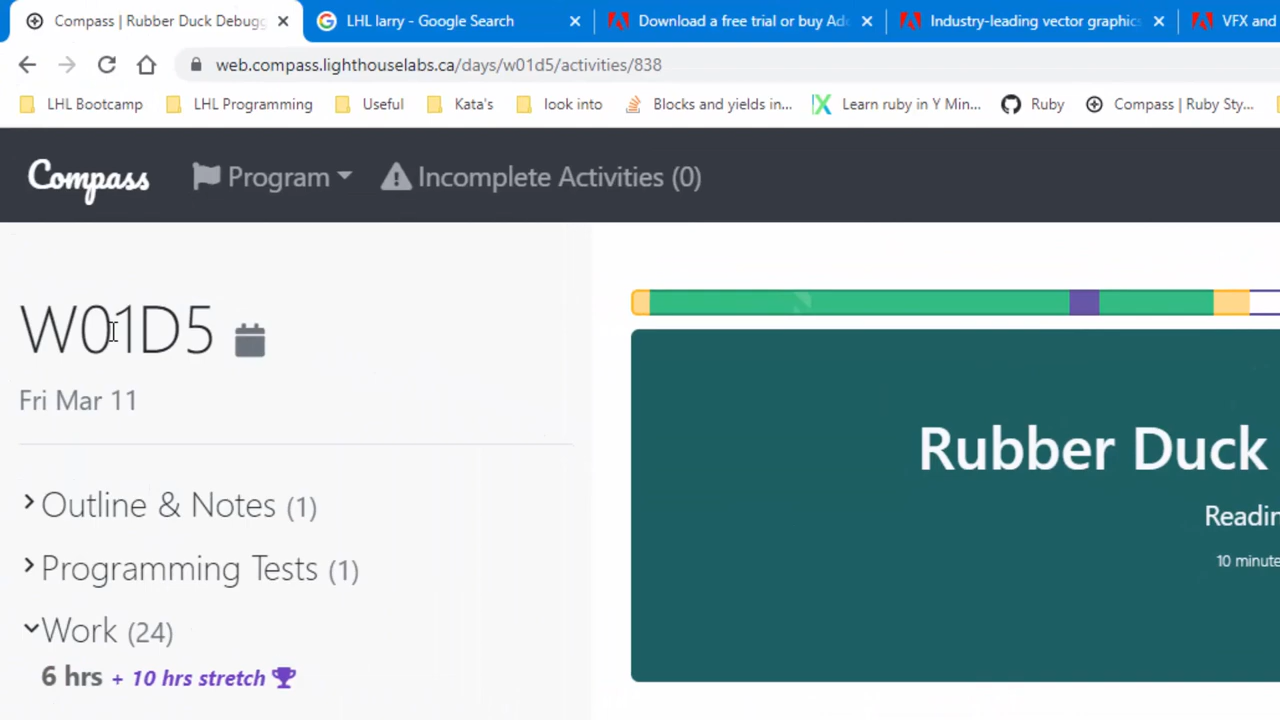 Compass | Rubber Duck Debugg
LHL larry - Google Search
Download a free trial or buy Ado
Industry-leading vector graphics
VFX and
web.compass.lighthouselabs.ca/days/w01d5/activities/838
LHL Bootcamp
LHL Programming
Useful
Kata's
look into
Blocks and yields in...
Learn ruby in Y Min...
Ruby
Compass | Ruby Sty...
Compass
Program
Incomplete Activities (0)
W01D5
Fri Mar 11
Outline & Notes (1)
Programming Tests (1)
Work (24)
6 hrs + 10 hrs stretch
Rubber Duck
Readin
10 minute